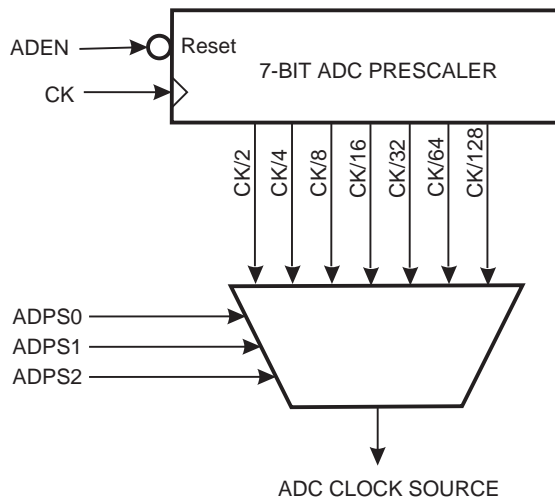 ADEN
Reset
7-BIT ADC PRESCALER
CK
CK/2
CK/4
CK/8
CK/16
CK/32
CK/64
CK/128
ADPS0
ADPS1
ADPS2
ADC CLOCK SOURCE